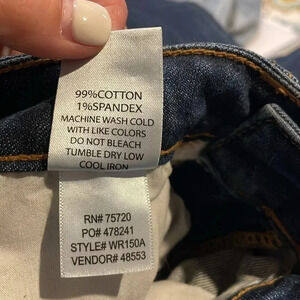 99%COTTON
1%SPANDEX
MACHINE WASH COLD
WITH LIKE COLORS
DO NOT BLEACH
TUMBLE DRY LOW
COOL IRON
RN# 75720
PO# 478241
STYLE# WR150A
VENDOR# 48553